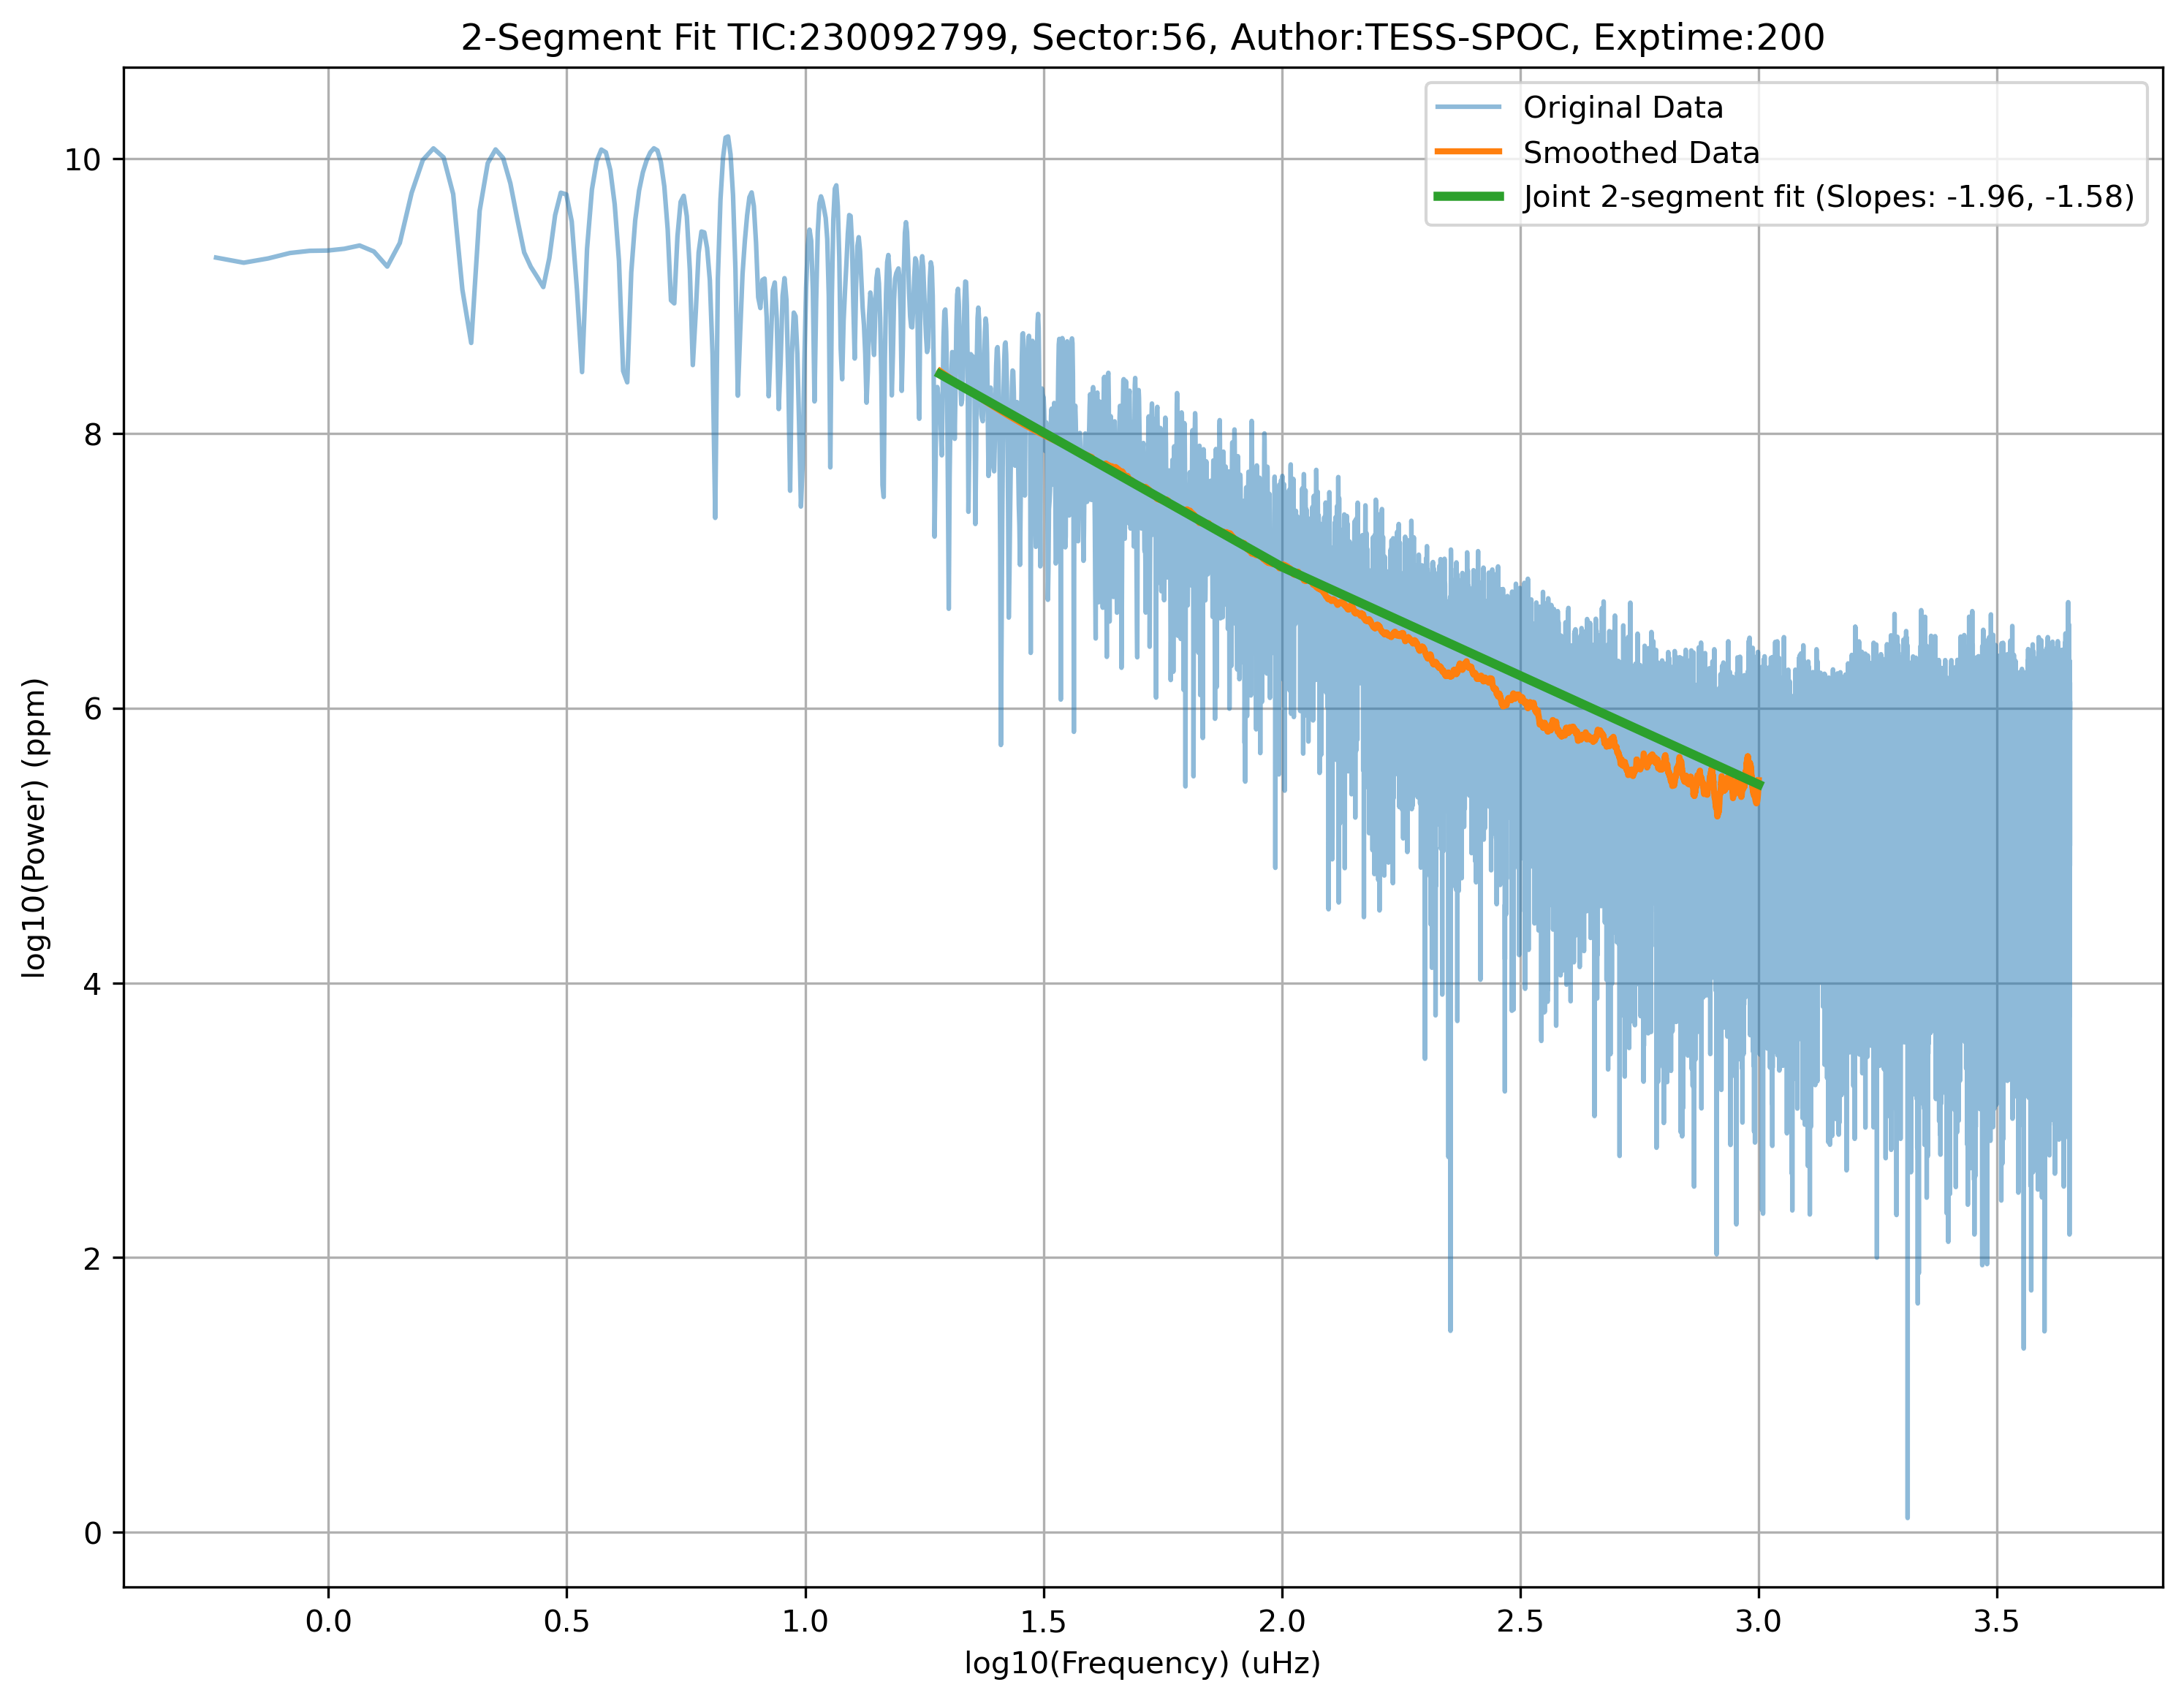 2-Segment Fit TIC:230092799, Sector:56, Author:TESS-SPOC, Exptime:200
Original Data
Smoothed Data
Joint 2-segment fit (Slopes: -1.96, -1.58)
log10(Power) (ppm)
10
8
6
4
2
0
0.0 0.5 1.0 1.5 2.0 2.5 3.0 3.5
log10(Frequency) (uHz)